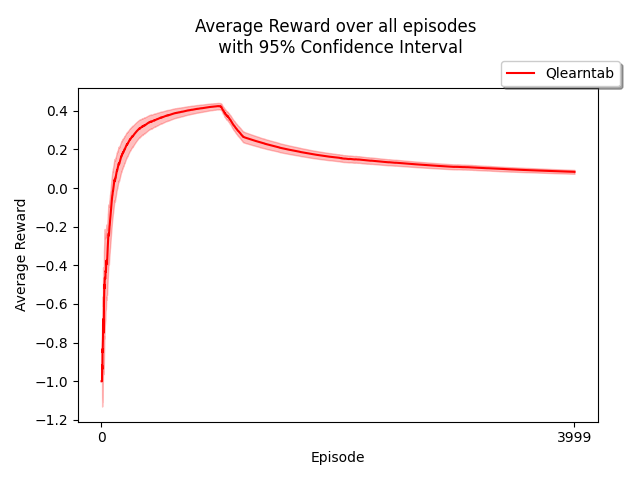 Average Reward over all episodes
with 95% Confidence Interval
Qlearntab
0.4
0.2
0.0
−0.2
−0.4
−0.6
−0.8
−1.0
−1.2
Average Reward
0
3999
Episode